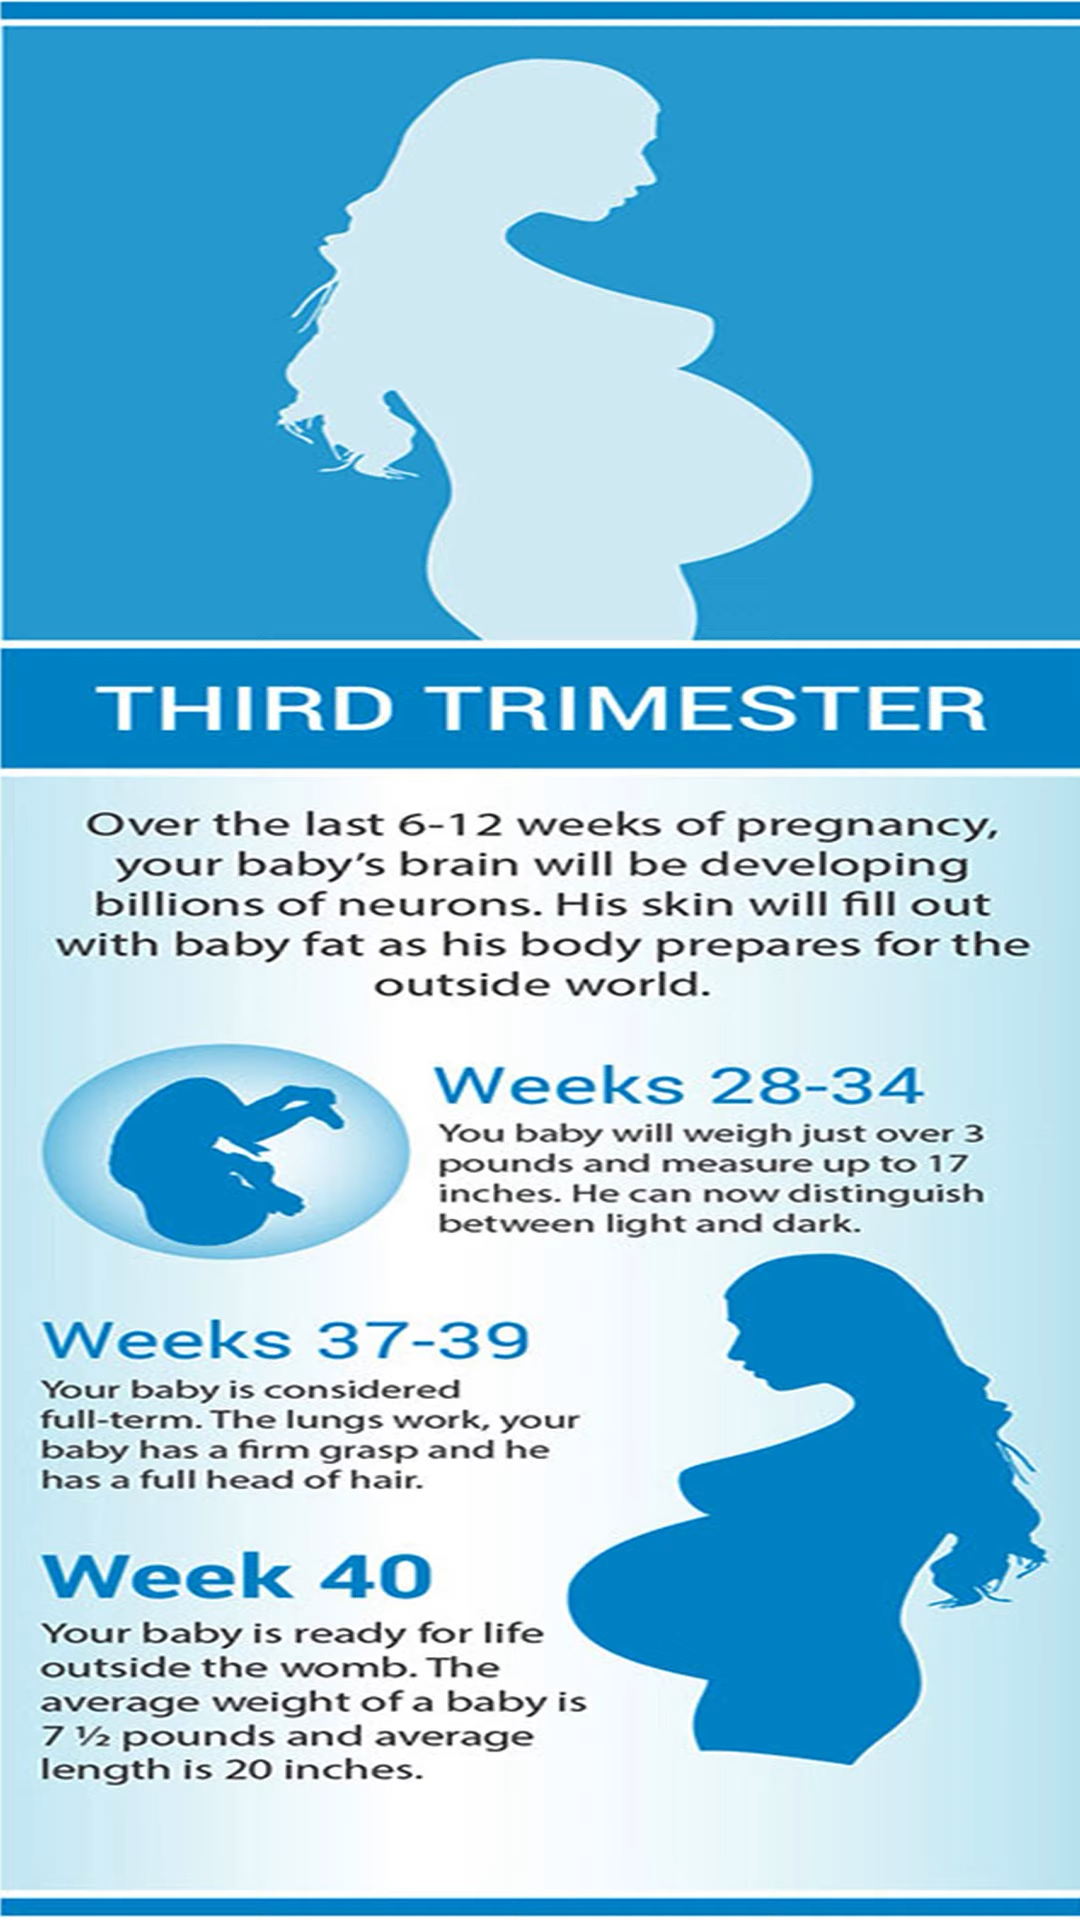 THIRD TRIMESTER
Over the last 6-12 weeks of pregnancy,
your baby’s brain will be developing
billions of neurons. His skin will fill out
with baby fat as his body prepares for the
outside world.
Weeks 28-34
You baby will weigh just over 3
pounds and measure up to 17
inches. He can now distinguish
between light and dark.
Weeks 37-39
Your baby is considered
full-term. The lungs work, your
baby has a firm grasp and he
has a full head of hair.
Week 40
Your baby is ready for life
outside the womb. The
average weight of a baby is
7 ½ pounds and average
length is 20 inches.